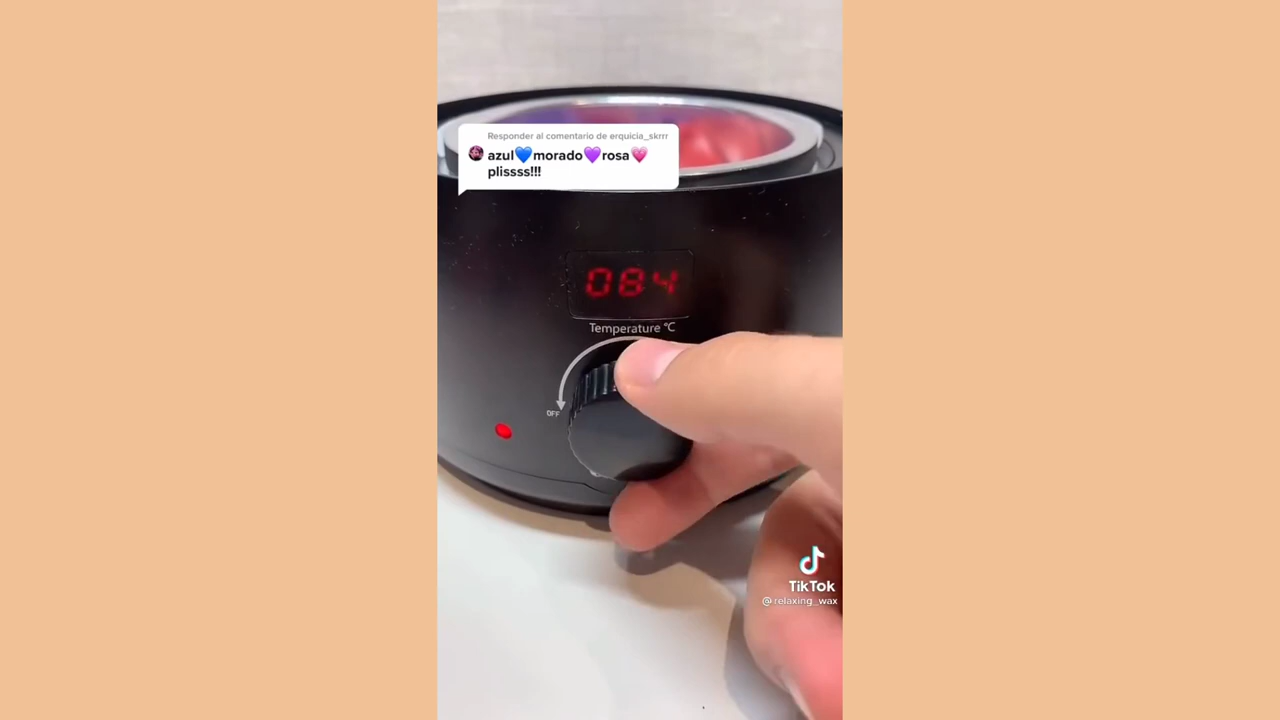 Responder al comentario de erquicia_skrrr
azul💙morado💜rosa💗
plissss!!!
084
Temperature °C
OFF
TikTok
@relaxing_wax